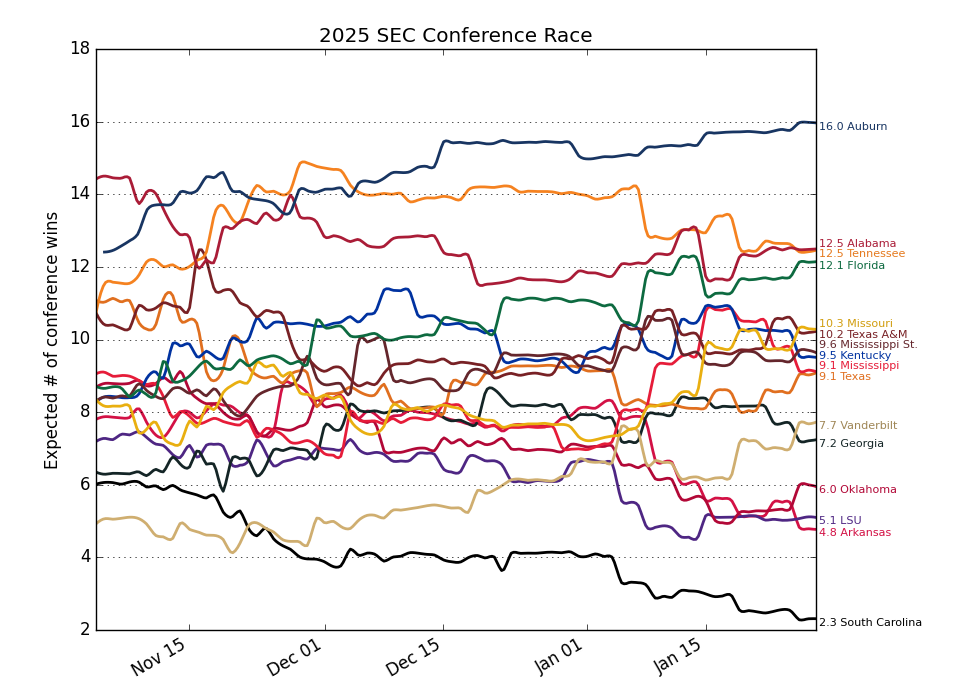 2025 SEC Conference Race
Expected # of conference wins
18
16
14
12
10
8
6
4
2
Nov 15
Dec 01
Dec 15
Jan 01
Jan 15
16.0 Auburn
12.5 Alabama
12.5 Tennessee
12.1 Florida
10.3 Missouri
10.2 Texas A&M
9.6 Mississippi St.
9.5 Kentucky
9.1 Mississippi
9.1 Texas
7.7 Vanderbilt
7.2 Georgia
6.0 Oklahoma
5.1 LSU
4.8 Arkansas
2.3 South Carolina